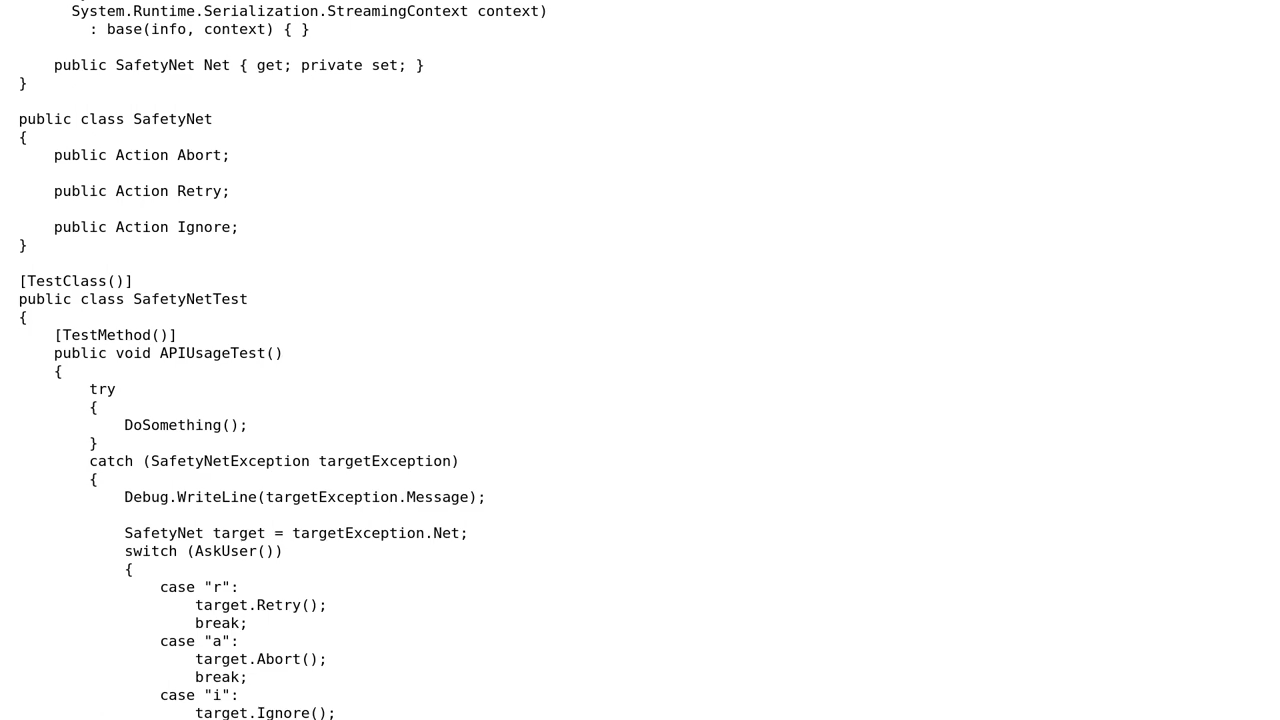 System.Runtime.Serialization.StreamingContext context)
: base(info, context) { }
public SafetyNet Net { get; private set; }
}
public class SafetyNet
{
public Action Abort;
public Action Retry;
public Action Ignore;
}
[TestClass()]
public class SafetyNetTest
{
[TestMethod()]
public void APIUsageTest()
{
try
{
DoSomething();
}
catch (SafetyNetException targetException)
{
Debug.WriteLine(targetException.Message);
SafetyNet target = targetException.Net;
switch (AskUser())
{
case "r":
target.Retry();
break;
case "a":
target.Abort();
break;
case "i":
target.Ignore();